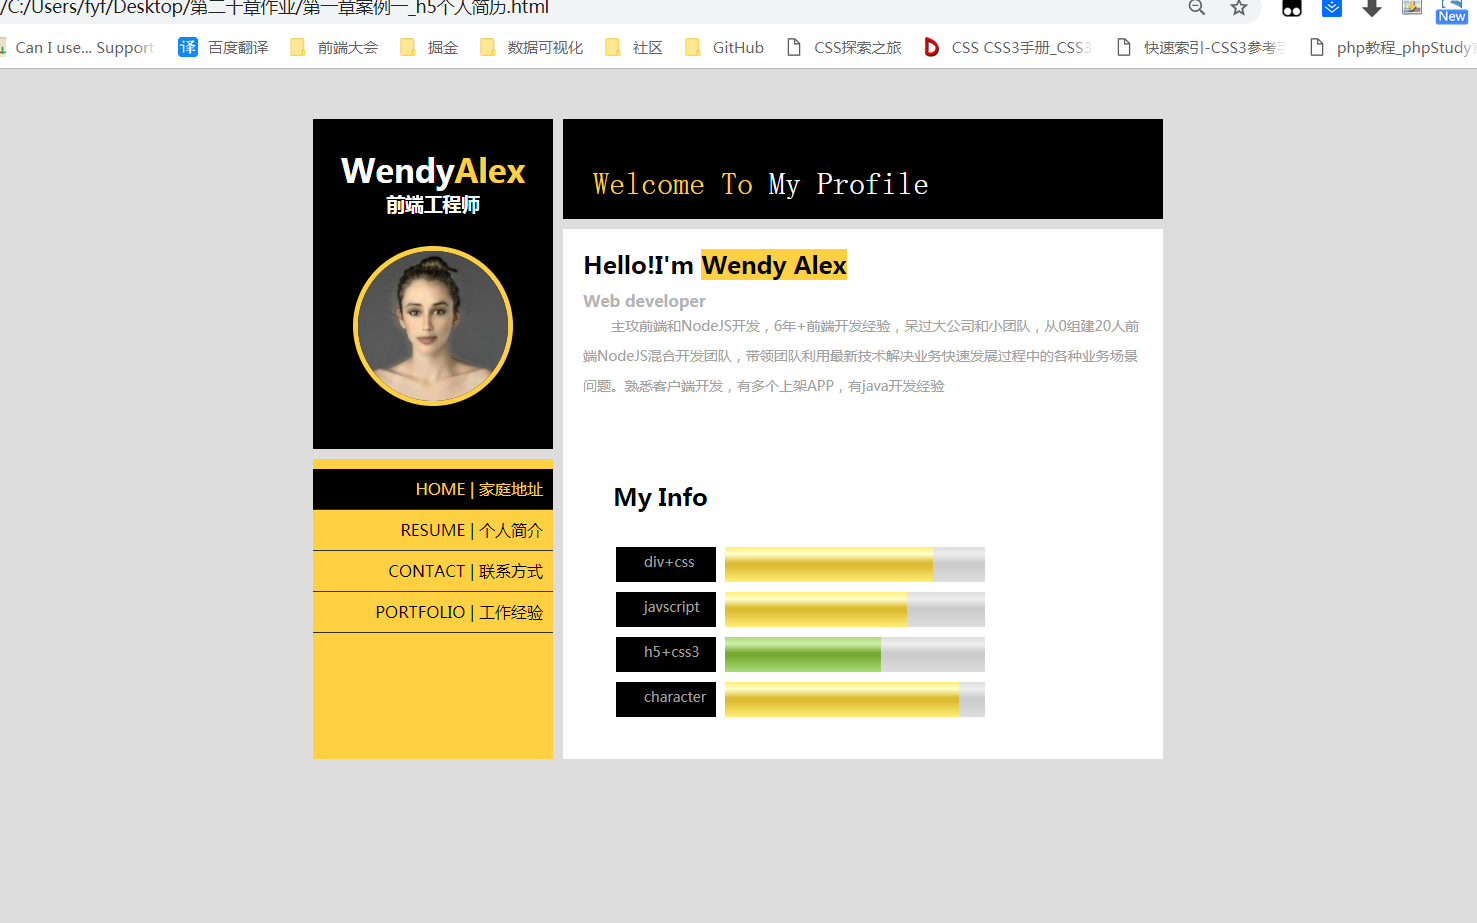 /C:/Users/fyf/Desktop/第二十章作业/第一章案例一_h5个人简历.html
New
Can I use... Support
译 百度翻译
前端大会
掘金
数据可视化
社区
GitHub
CSS探索之旅
CSS CSS3手册_CSS3
快速索引-CSS3参考手
php教程_phpStudy
WendyAlex
前端工程师
HOME | 家庭地址
RESUME | 个人简介
CONTACT | 联系方式
PORTFOLIO | 工作经验
Welcome To My Profile
Hello!I'm Wendy Alex
Web developer
主攻前端和NodeJS开发，6年+前端开发经验，呆过大公司和小团队，从0组建20人前
端NodeJS混合开发团队，带领团队利用最新技术解决业务快速发展过程中的各种业务场景
问题。熟悉客户端开发，有多个上架APP，有java开发经验
My Info
div+css
javscript
h5+css3
character